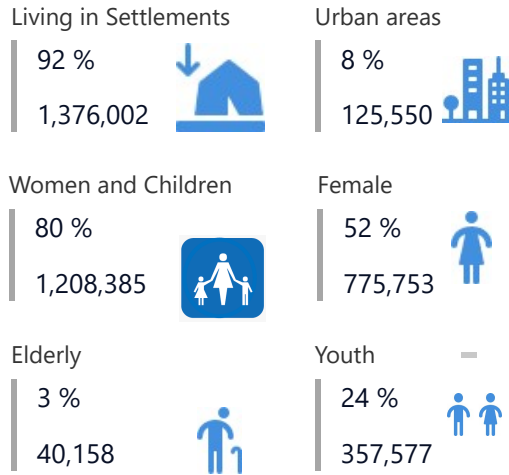 Living in Settlements
92 %
1,376,002
Urban areas
8 %
125,550
Women and Children
80 %
1,208,385
Female
52 %
775,753
Elderly
3 %
40,158
Youth
24 %
357,577